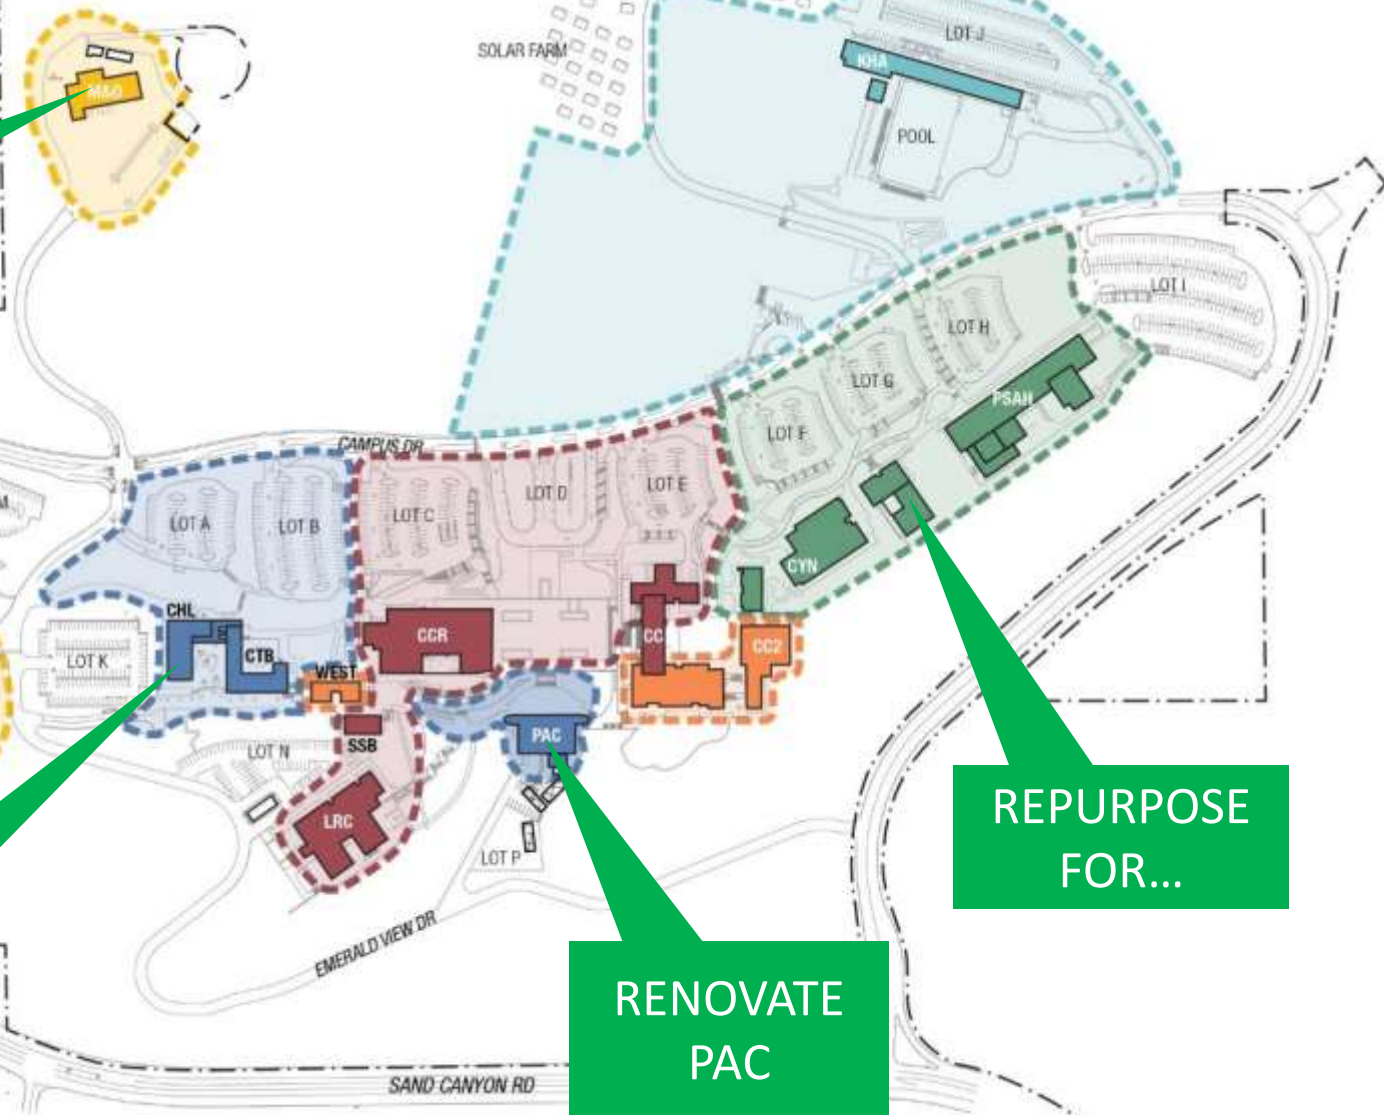 SOLAR FARM
LOT J
KHA
POOL
M&O
LOT I
LOT H
LOT G
PSAH
LOT F
CAMPUS DR
LOT E
LOT D
LOT C
LOT B
LOT A
CYN
CHL
CCR
CC
CC2
CTB
LOT K
WEST
PAC
SSB
LOT N
LRC
LOT P
REPURPOSE
FOR...
EMERALD VIEW DR
RENOVATE
PAC
SAND CANYON RD